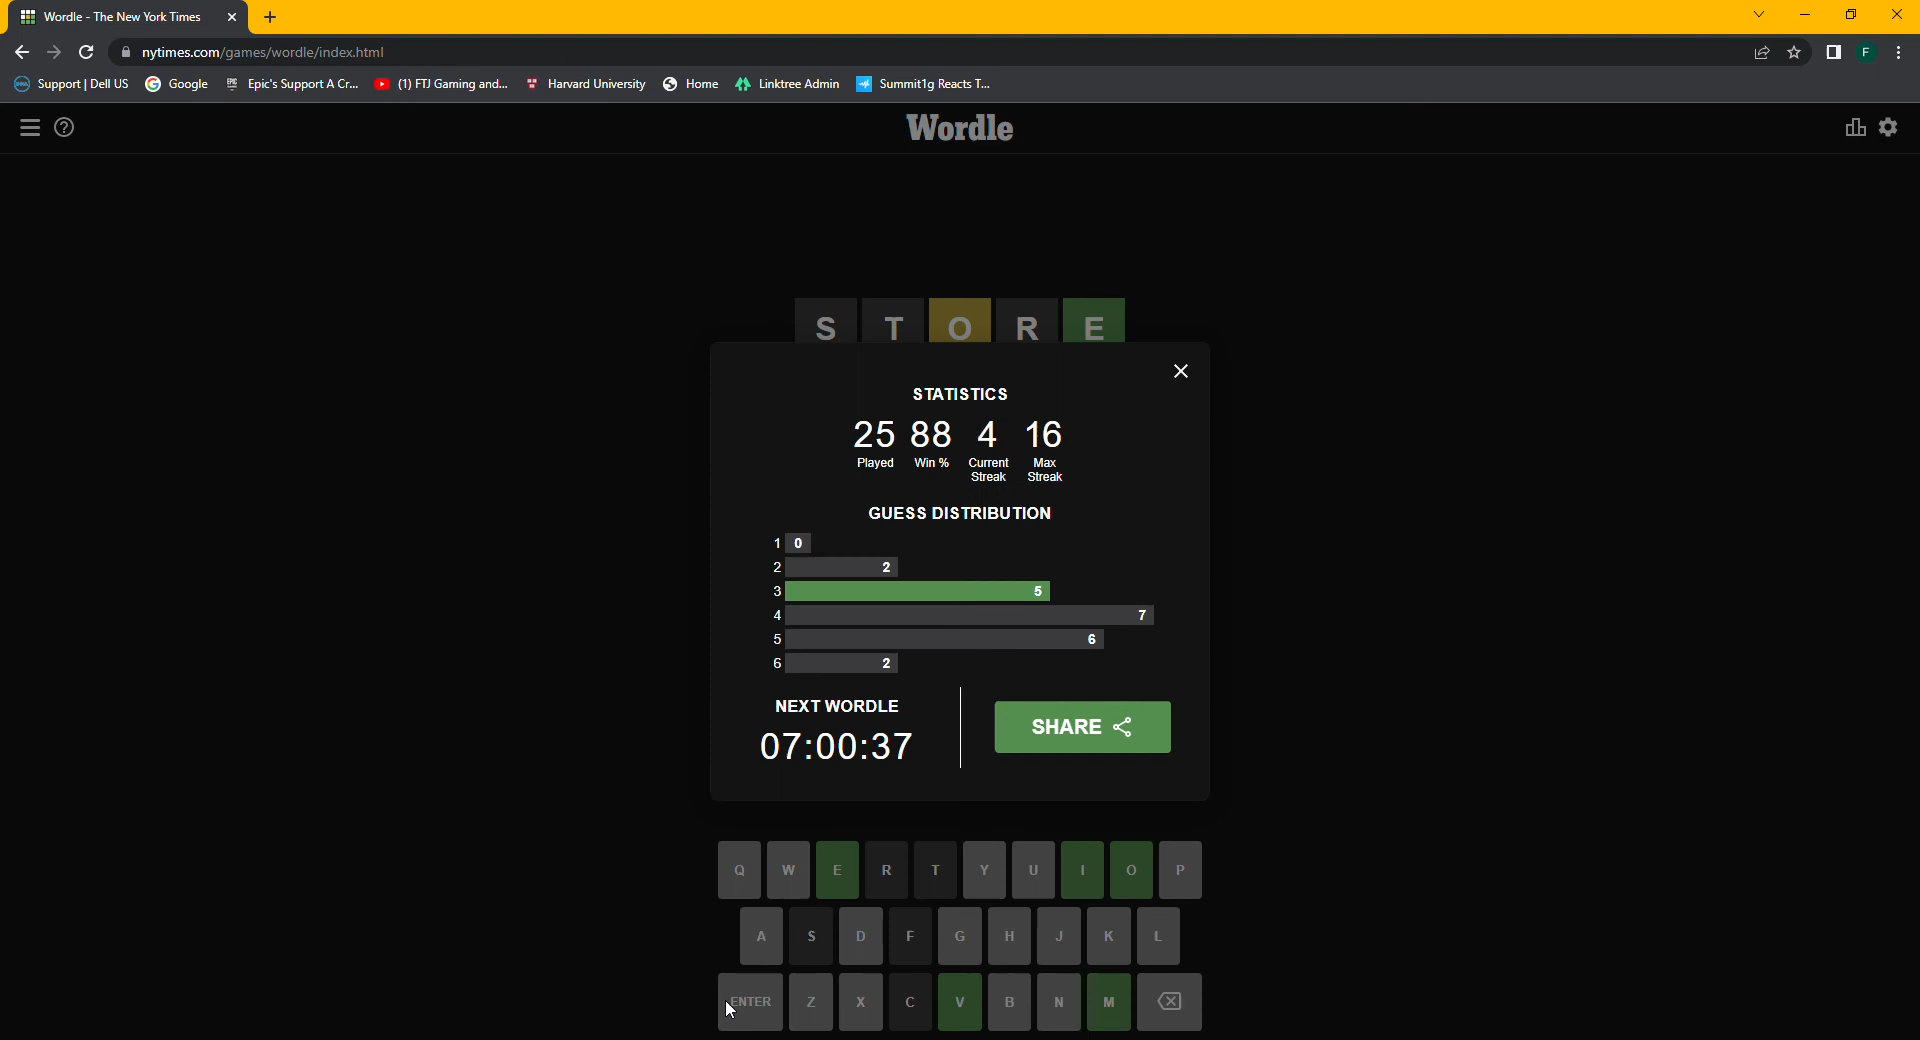 Wordle - The New York Times
nytimes.com/games/wordle/index.html
F
DELL Support | Dell US Google EPIC Epic's Support A Cr... (1) FTJ Gaming and... Harvard University Home Linktree Admin Summit1g Reacts T...
Wordle
S T O R E
STATISTICS
25 88 4 16
Played Win % Current Streak Max Streak
GUESS DISTRIBUTION
1 0
2 2
3 5
4 7
5 6
6 2
NEXT WORDLE
07:00:37
SHARE
Q W E R T Y U I O P
A S D F G H J K L
ENTER Z X C V B N M